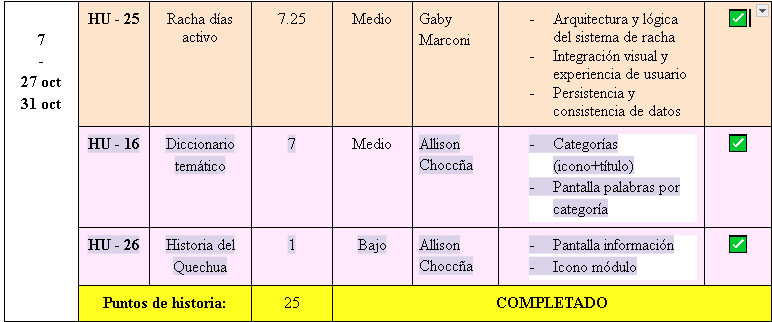 7
-
27 oct
31 oct
HU - 25
Racha días
activo
7.25
Medio
Gaby
Marconi
- Arquitectura y lógica
del sistema de racha
- Integración visual y
experiencia de usuario
- Persistencia y
consistencia de datos
HU - 16
Diccionario
temático
7
Medio
Allison
Choccña
- Categorías
(icono+título)
- Pantalla palabras por
categoría
HU - 26
Historia del
Quechua
1
Bajo
Allison
Choccña
- Pantalla información
- Icono módulo
Puntos de historia:
25
COMPLETADO